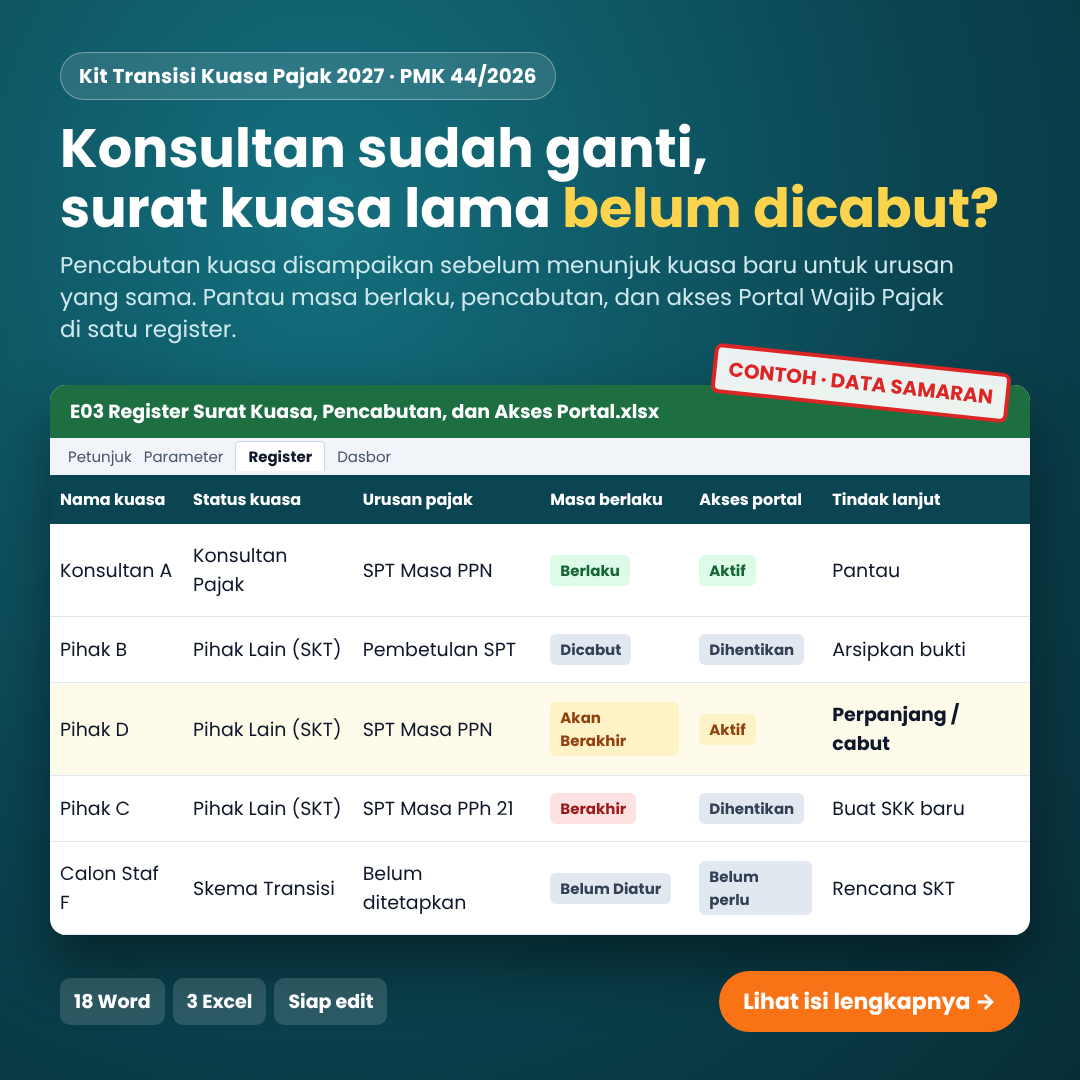 Kit Transisi Kuasa Pajak 2027 · PMK 44/2026
Konsultan sudah ganti,
surat kuasa lama belum dicabut?
Pencabutan kuasa disampaikan sebelum menunjuk kuasa baru untuk urusan
yang sama. Pantau masa berlaku, pencabutan, dan akses Portal Wajib Pajak
di satu register.
CONTOH · DATA SAMARAN
E03 Register Surat Kuasa, Pencabutan, dan Akses Portal.xlsx
Petunjuk Parameter Register Dasbor
Nama kuasa Status kuasa Urusan pajak Masa berlaku Akses portal Tindak lanjut
Konsultan A Konsultan Pajak SPT Masa PPN Berlaku Aktif Pantau
Pihak B Pihak Lain (SKT) Pembetulan SPT Dicabut Dihentikan Arsipkan bukti
Pihak D Pihak Lain (SKT) SPT Masa PPN Akan Berakhir Aktif Perpanjang / cabut
Pihak C Pihak Lain (SKT) SPT Masa PPh 21 Berakhir Dihentikan Buat SKK baru
Calon Staf F Skema Transisi Belum ditetapkan Belum Diatur Belum perlu Rencana SKT
18 Word 3 Excel Siap edit
Lihat isi lengkapnya →